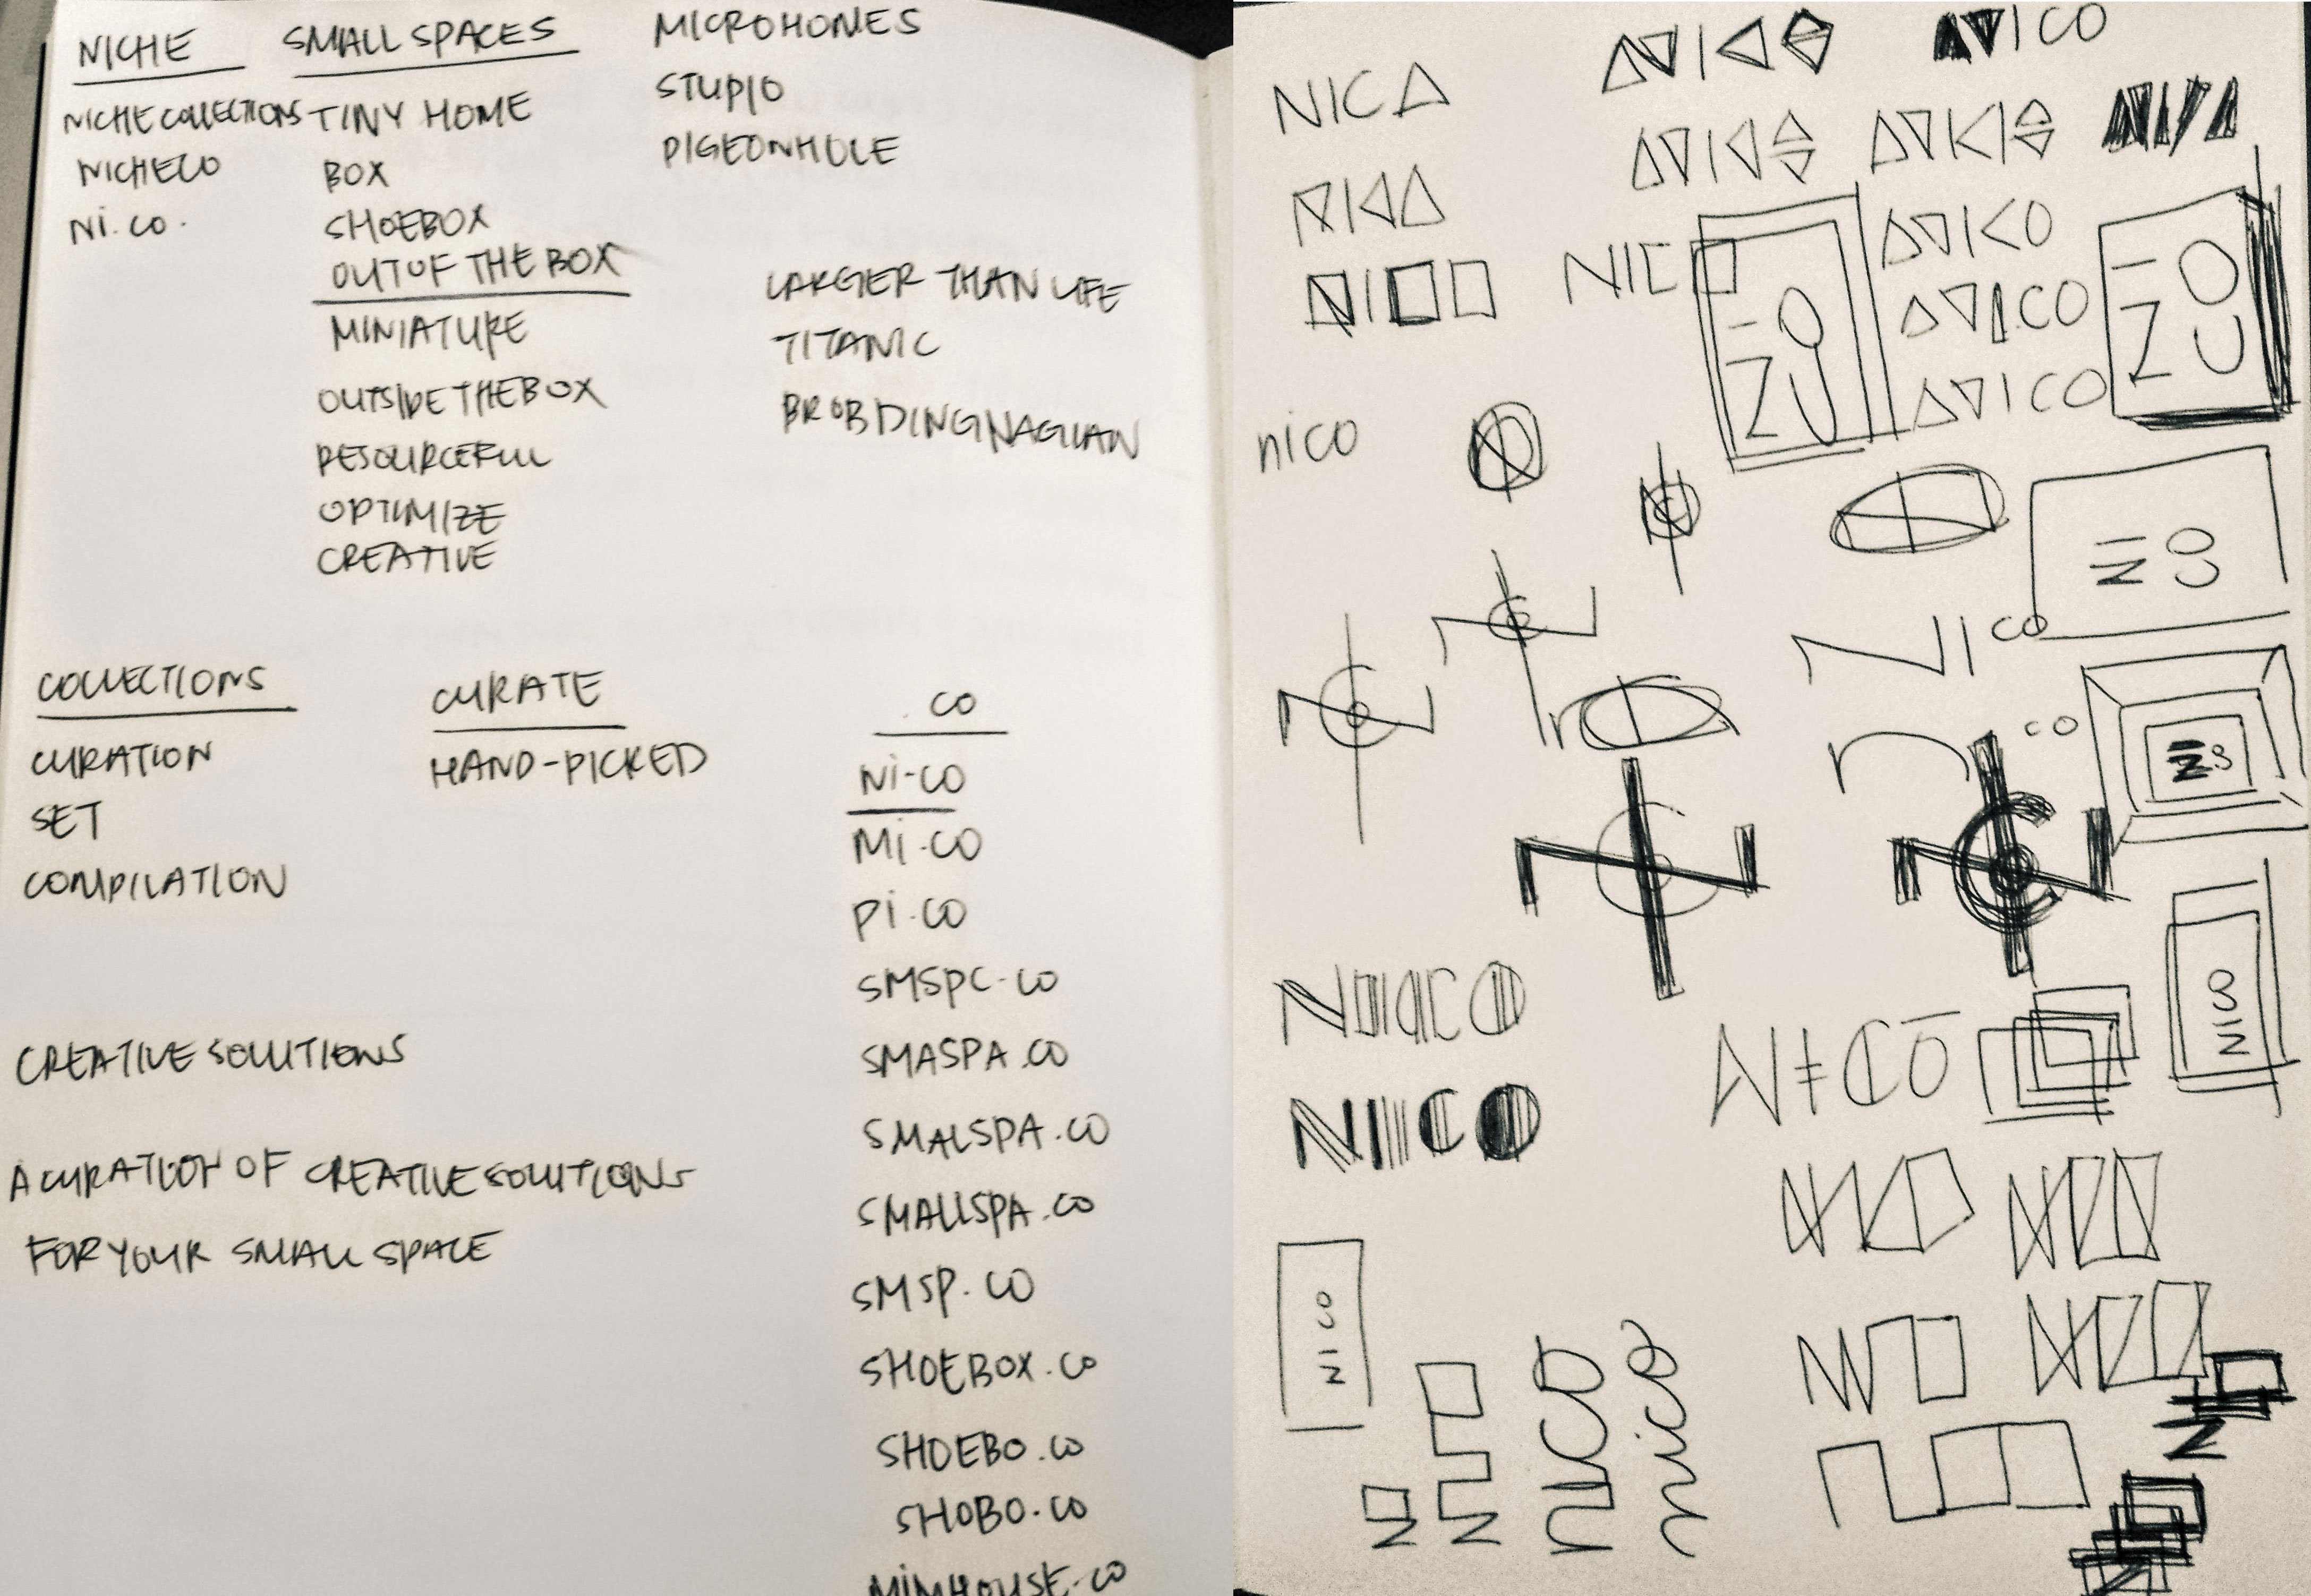 NICHE
NICHE COLLECTIONS
NICHECO
Ni.CO.
SMALL SPACES
TINY HOME
BOX
SHOEBOX
OUT OF THE BOX
MINIATURE
OUTSIDE THE BOX
RESOURCEFUL
OPTIMIZE
CREATIVE
MICROHOMES
STUDIO
PIGEONHOLE
LARGER THAN LIFE
TITANIC
BROBDINGNAGIAN
COLLECTIONS
CURATION
SET
COMPILATION
CURATE
HAND-PICKED
CO
Ni-CO
Mi-CO
Pi-CO
SMSPC-CO
SMASPA.CO
SMALSPA.CO
SMALLSPA.CO
SMSP.CO
SHOEBOX.CO
SHOEBO.CO
SHOBO.CO
MINHOUSE-CO
CREATIVE SOLUTIONS
A CURATION OF CREATIVE SOLUTIONS
FOR YOUR SMALL SPACE
NICA
NICO
NICO
NICO
nico
NICO
NICO
NICO
NICO
NICO
NICO
nico
nico